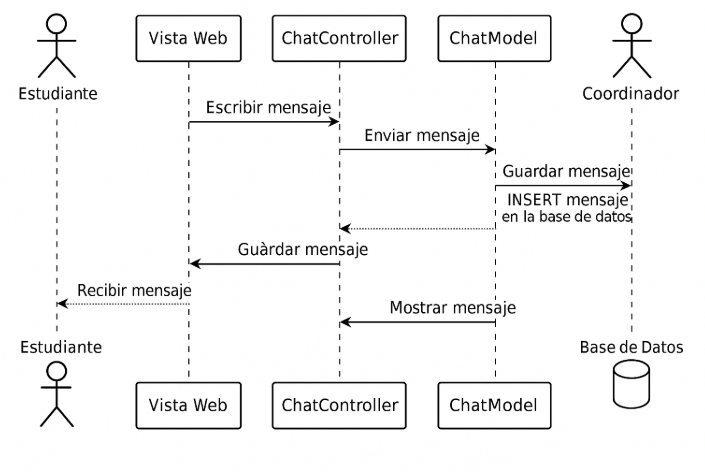 Vista Web
ChatController
ChatModel
Estudiante
Coordinador
Escribir mensaje
Enviar mensaje
Guardar mensaje
INSERT mensaje
en la base de datos
Guàrdar mensaje
Recibir mensaje
Mostrar mensaje
Estudiante
Base de Datos
Vista Web
ChatController
ChatModel